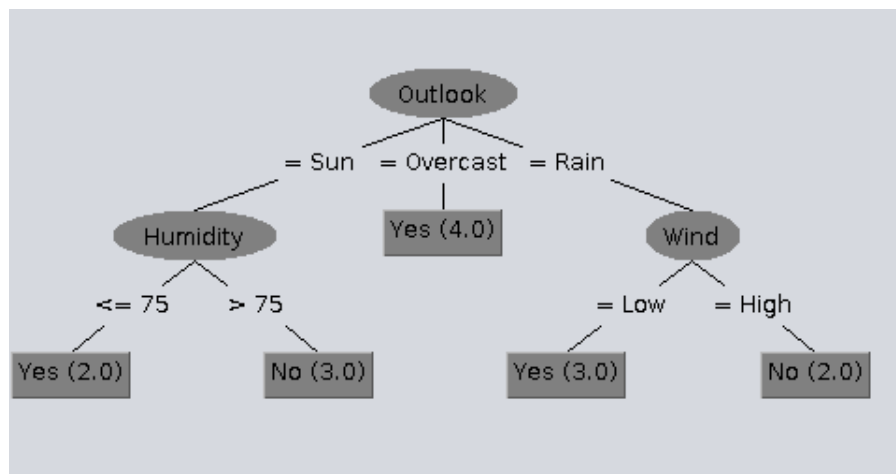 Outlook
= Sun = Overcast = Rain
Yes (4.0)
Humidity Wind
<= 75 > 75 = Low = High
Yes (2.0) No (3.0) Yes (3.0) No (2.0)